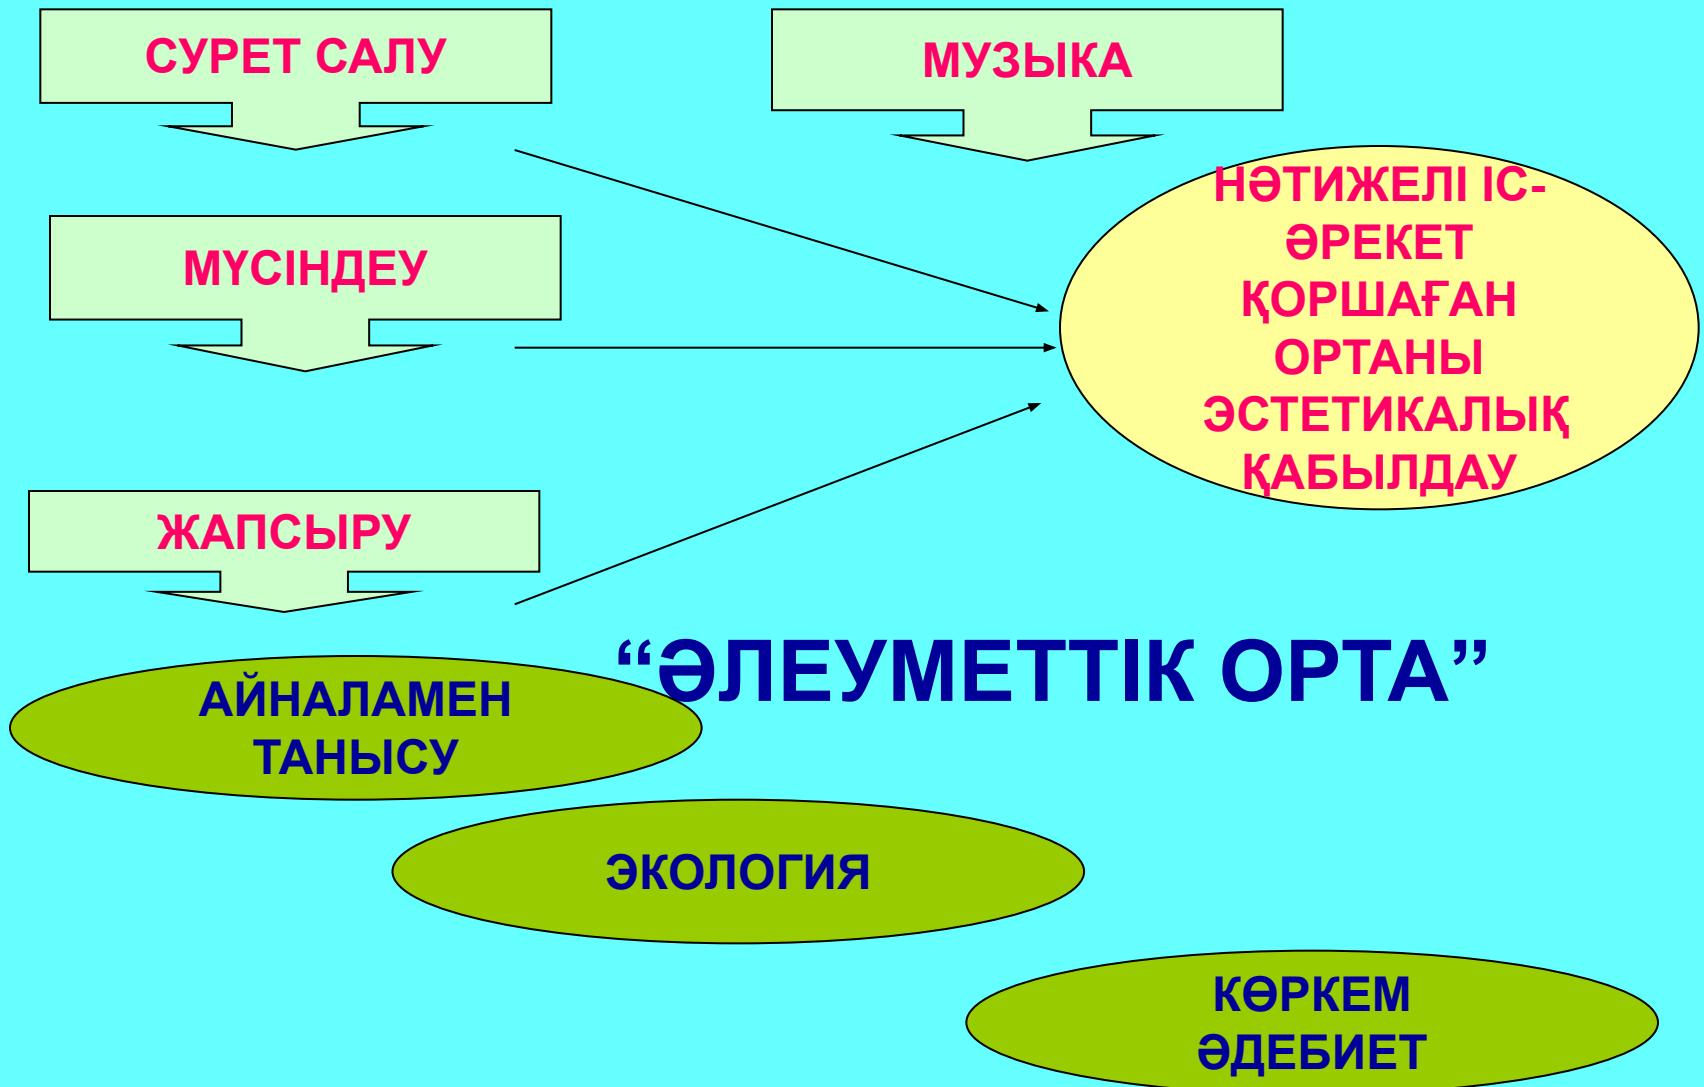 СУРЕТ САЛУ
МУЗЫКА
НӘТИЖЕЛІ ІС-
ӘРЕКЕТ
ҚОРШАҒАН
ОРТАНЫ
ЭСТЕТИКАЛЫҚ
ҚАБЫЛДАУ
МҮСІНДЕУ
ЖАПСЫРУ
“ӘЛЕУМЕТТІК ОРТА”
АЙНАЛАМЕН
ТАНЫСУ
ЭКОЛОГИЯ
КӨРКЕМ
ӘДЕБИЕТ